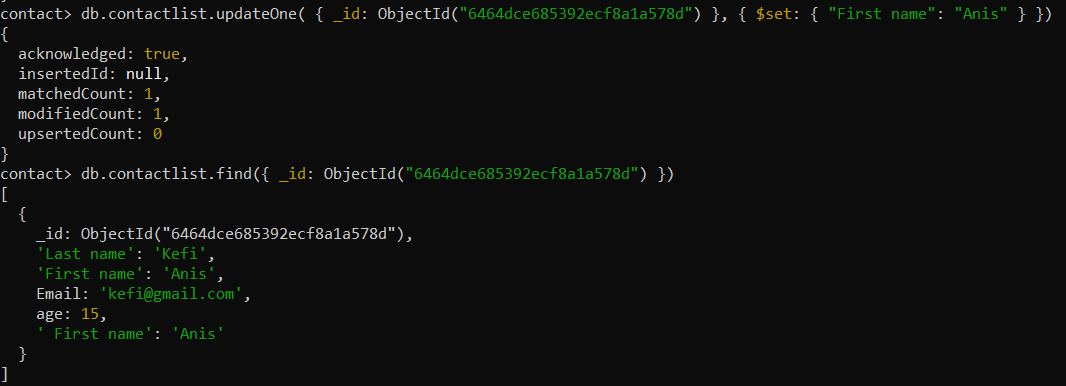 contact> db.contactlist.updateOne( { _id: ObjectId("6464dce685392ecf8a1a578d") }, { $set: { "First name": "Anis" } })
{
  acknowledged: true,
  insertedId: null,
  matchedCount: 1,
  modifiedCount: 1,
  upsertedCount: 0
}
contact> db.contactlist.find({ _id: ObjectId("6464dce685392ecf8a1a578d") })
[
  {
    _id: ObjectId("6464dce685392ecf8a1a578d"),
    'Last name': 'Kefi',
    'First name': 'Anis',
    Email: 'kefi@gmail.com',
    age: 15,
    ' First name': 'Anis'
  }
]